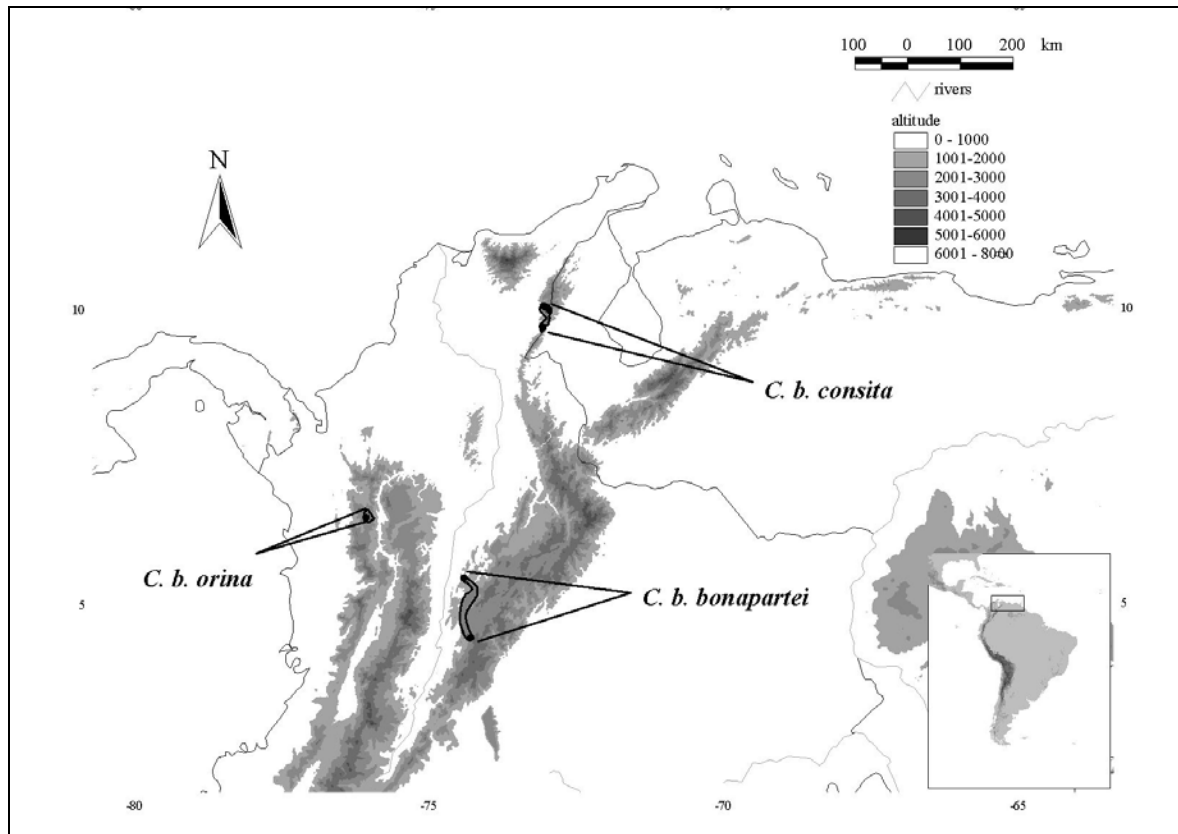 100 0 100 200 km
rivers
altitude
0 - 1000
1001-2000
2001-3000
3001-4000
4001-5000
5001-6000
6001 - 8000
N
10 10
C. b. consita
C. b. orina
C. b. bonapartei
5 5
-80 -75 -70 -65